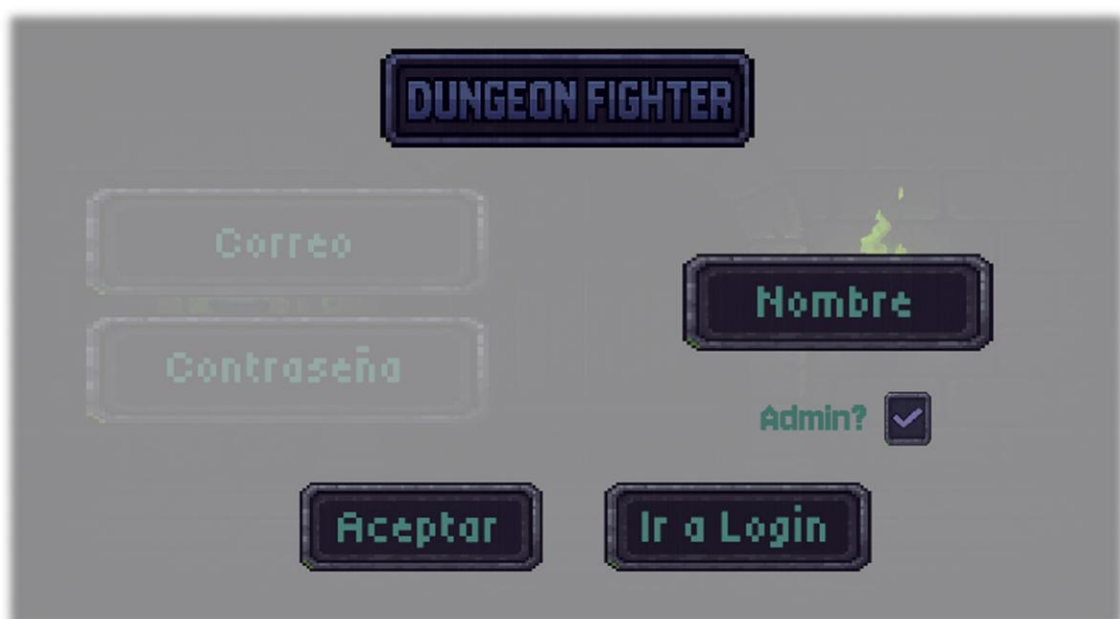 DUNGEON FIGHTER
Correo
Contraseña
Nombre
Admin?
Aceptar
Ir a Login